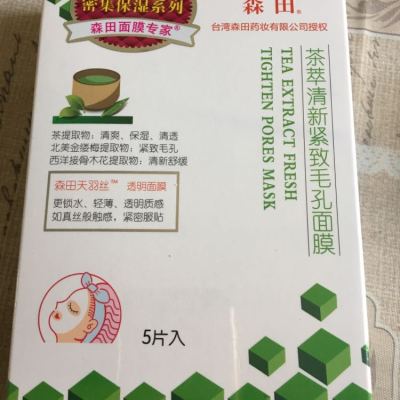 密集保湿系列
森田面膜专家®
森田®
台湾森田药妆有限公司授权
茶萃清新紧致毛孔面膜
TEA EXTRACT FRESH
TIGHTEN PORES MASK
茶提取物：清爽、保湿、清透
北美金缕梅提取物：紧致毛孔
西洋接骨木花提取物：清新舒缓
森田天羽丝™ 透明面膜
更锁水、轻薄、透明质感
如真丝般触感，紧密服贴
5片入